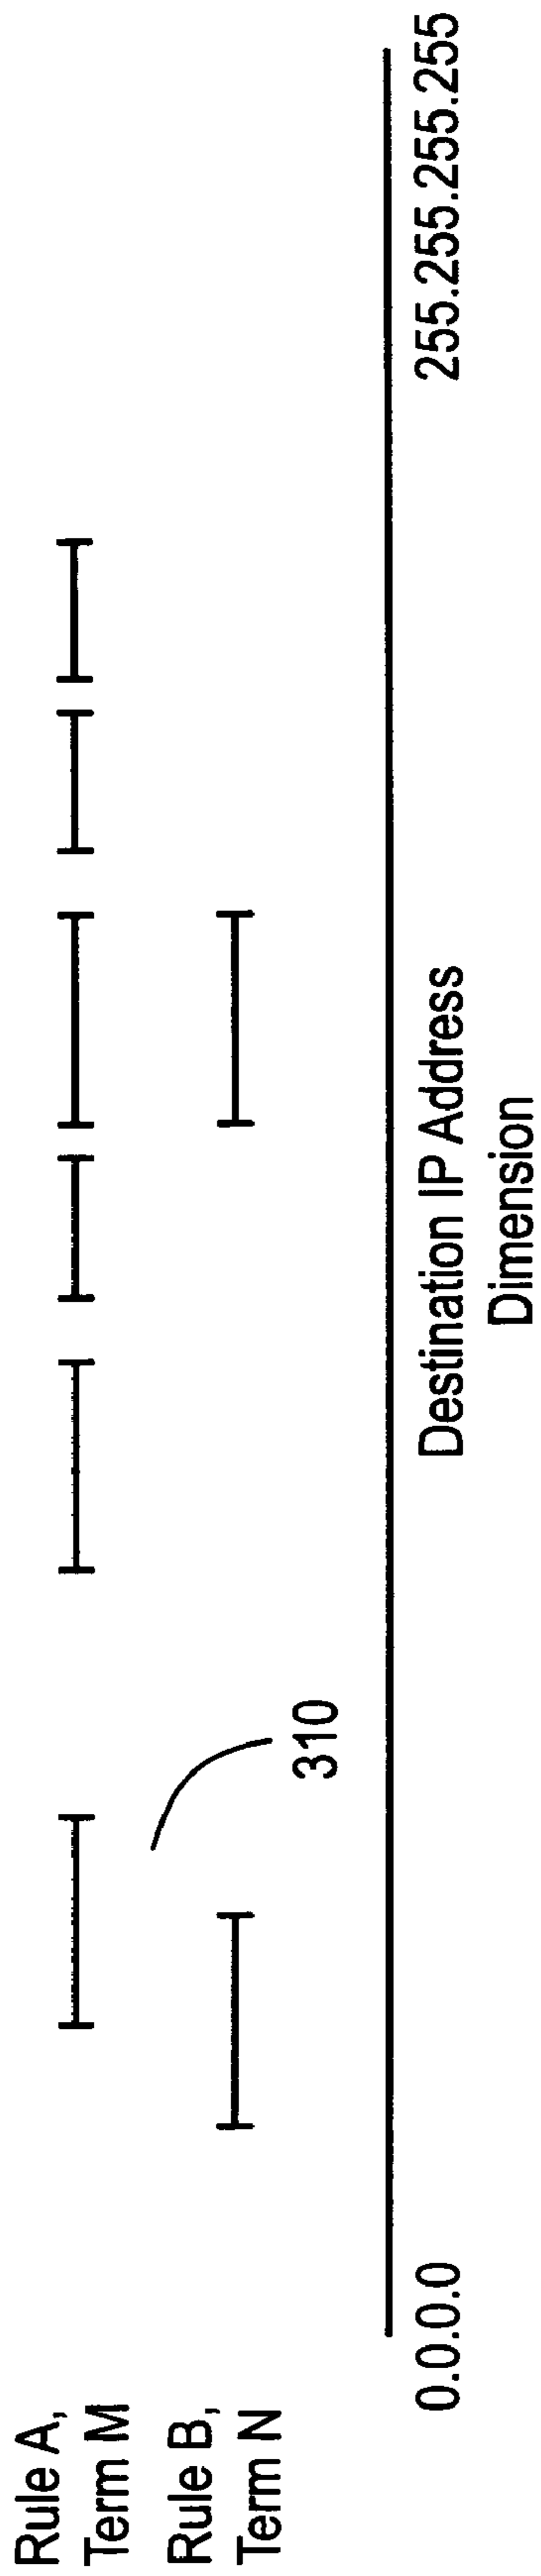 Rule A,
Term M
Rule B,
Term N
310
0.0.0.0
255.255.255.255
Destination IP Address
Dimension